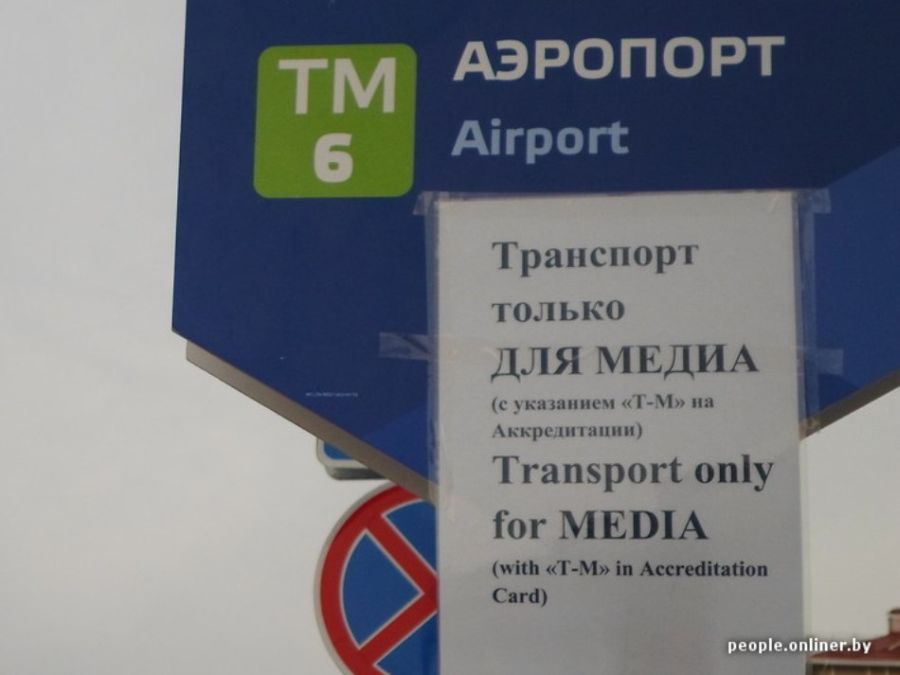 ТМ
6
АЭРОПОРТ
Airport
Транспорт
только
ДЛЯ МЕДИА
(с указанием «Т-М» на
Аккредитации)
Transport only
for MEDIA
(with «T-M» in Accreditation
Card)
people.onliner.by